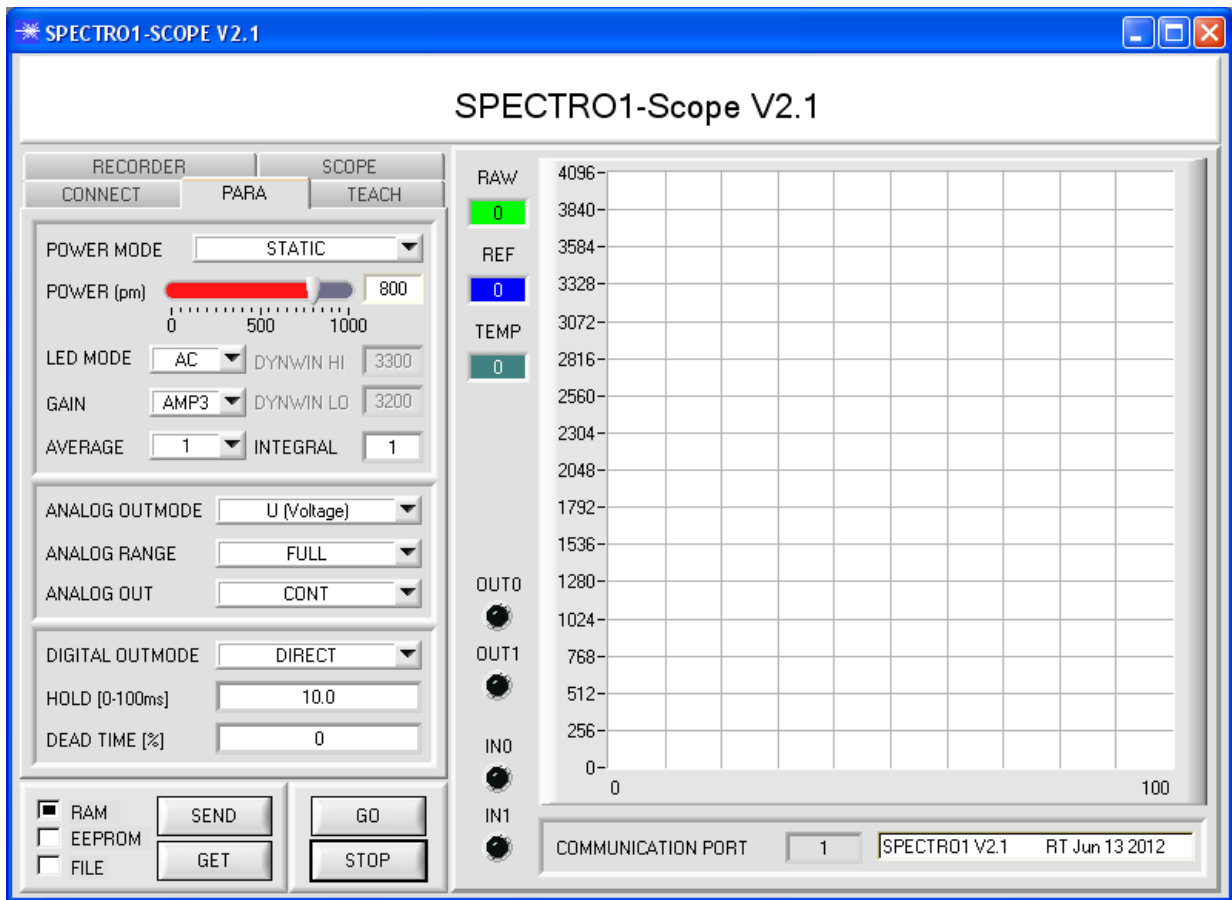 SPECTRO1-SCOPE V2.1
SPECTRO1-Scope V2.1
RECORDER SCOPE
CONNECT PARA TEACH
POWER MODE STATIC
POWER (pm) 800
0 500 1000
LED MODE AC DYNWIN HI 3300
GAIN AMP3 DYNWIN LO 3200
AVERAGE 1 INTEGRAL 1
ANALOG OUTMODE U (Voltage)
ANALOG RANGE FULL
ANALOG OUT CONT
DIGITAL OUTMODE DIRECT
HOLD [0-100ms] 10.0
DEAD TIME [%] 0
RAM
EEPROM
FILE
SEND
GET
GO
STOP
RAW
0
REF
0
TEMP
0
OUT0
OUT1
IN0
IN1
4096
3840
3584
3328
3072
2816
2560
2304
2048
1792
1536
1280
1024
768
512
256
0
0 100
COMMUNICATION PORT 1 SPECTRO1 V2.1 RT Jun 13 2012